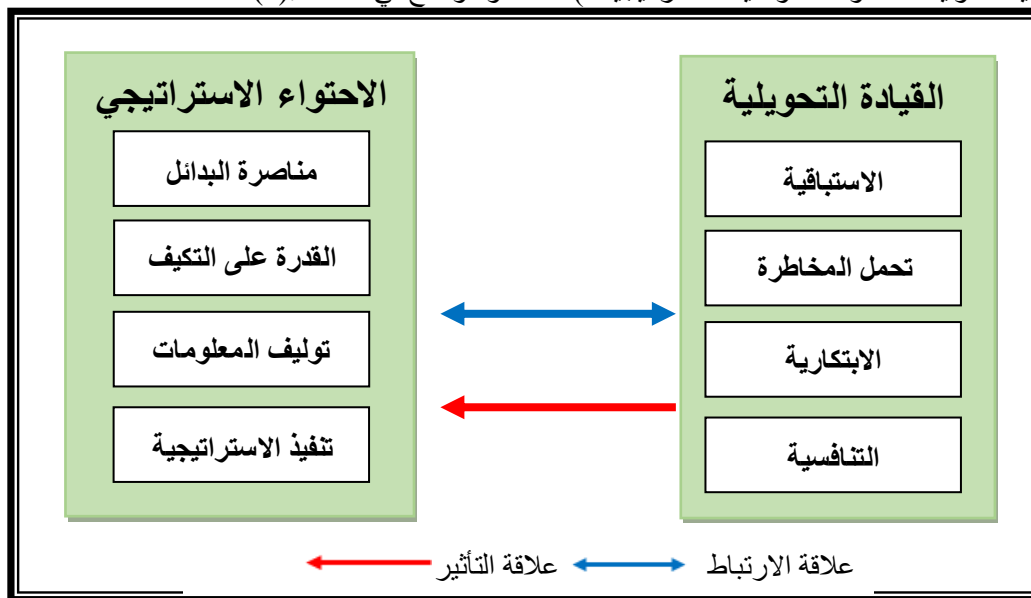 القيادة التحويلية
الاستباقية
تحمل المخاطرة
الابتكارية
التنافسية
الاحتواء الاستراتيجي
مناصرة البدائل
القدرة على التكيف
توليف المعلومات
تنفيذ الاستراتيجية
علاقة الارتباط علاقة التأثير